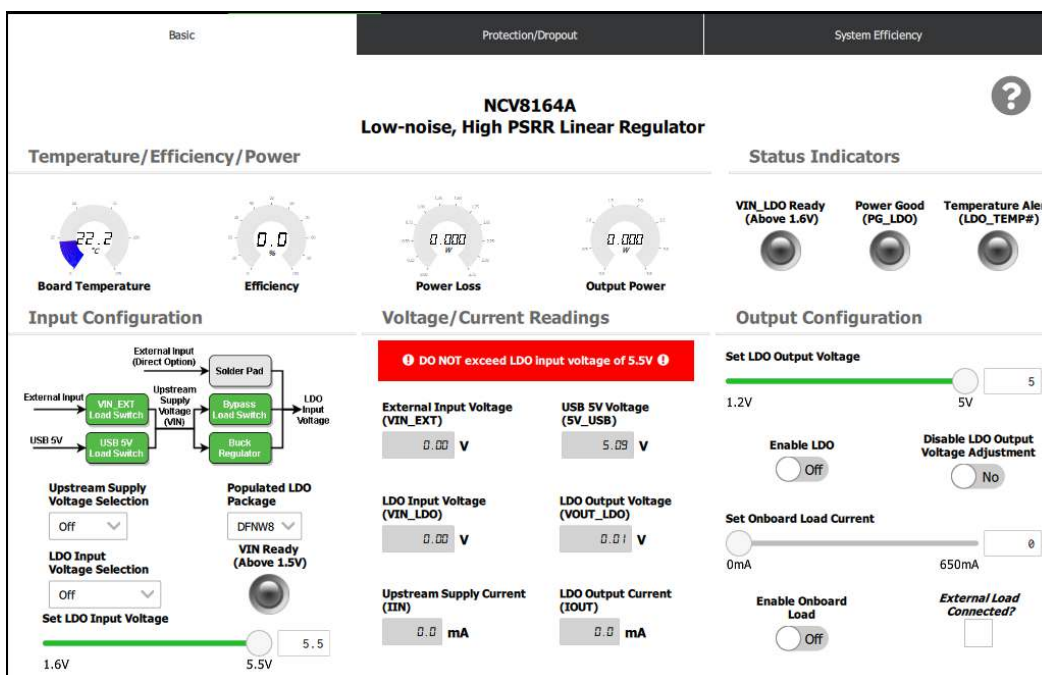 Basic
Protection/Dropout
System Efficiency
NCV8164A
Low-noise, High PSRR Linear Regulator
Temperature/Efficiency/Power
Status Indicators
22.2
°C
Board Temperature
0.0
%
Efficiency
0.000
W
Power Loss
0.000
W
Output Power
VIN_LDO Ready
(Above 1.6V)
Power Good
(PG_LDO)
Temperature Aler
(LDO_TEMP#)
Input Configuration
External Input
(Direct Option)
Solder Pad
External Input
VIN_EXT
Load Switch
Upstream
Supply
Voltage
(VIN)
Bypass
Load Switch
LDO
Input
Voltage
USB 5V
USB 5V
Load Switch
Buck
Regulator
Upstream Supply
Voltage Selection
Off
Populated LDO
Package
DFNW8
LDO Input
Voltage Selection
Off
VIN Ready
(Above 1.5V)
Set LDO Input Voltage
5.5
1.6V
5.5V
Voltage/Current Readings
DO NOT exceed LDO input voltage of 5.5V
External Input Voltage
(VIN_EXT)
0.00 V
USB 5V Voltage
(5V_USB)
5.09 V
LDO Input Voltage
(VIN_LDO)
0.00 V
LDO Output Voltage
(VOUT_LDO)
0.01 V
Upstream Supply Current
(IIN)
0.0 mA
LDO Output Current
(IOUT)
0.0 mA
Output Configuration
Set LDO Output Voltage
5
1.2V
5V
Enable LDO
Off
Disable LDO Output
Voltage Adjustment
No
Set Onboard Load Current
0
0mA
650mA
Enable Onboard
Load
Off
External Load
Connected?